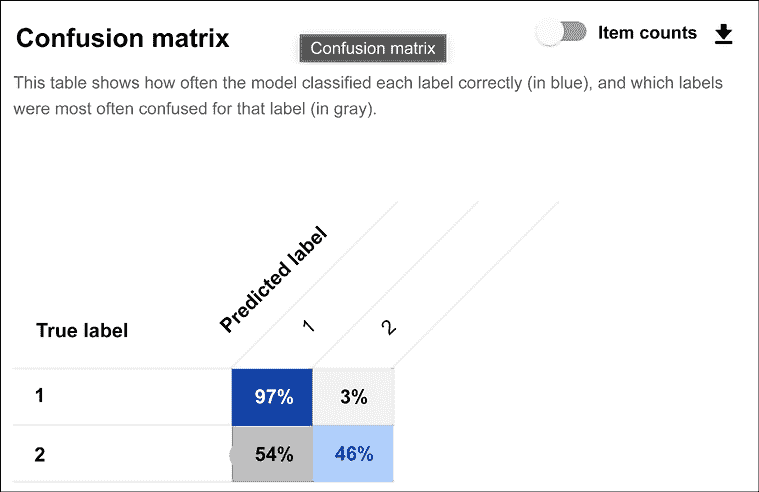 Confusion matrix
Confusion matrix
Item counts
This table shows how often the model classified each label correctly (in blue), and which labels
were most often confused for that label (in gray).
Predicted label
True label
1
2
1
97%
3%
2
54%
46%